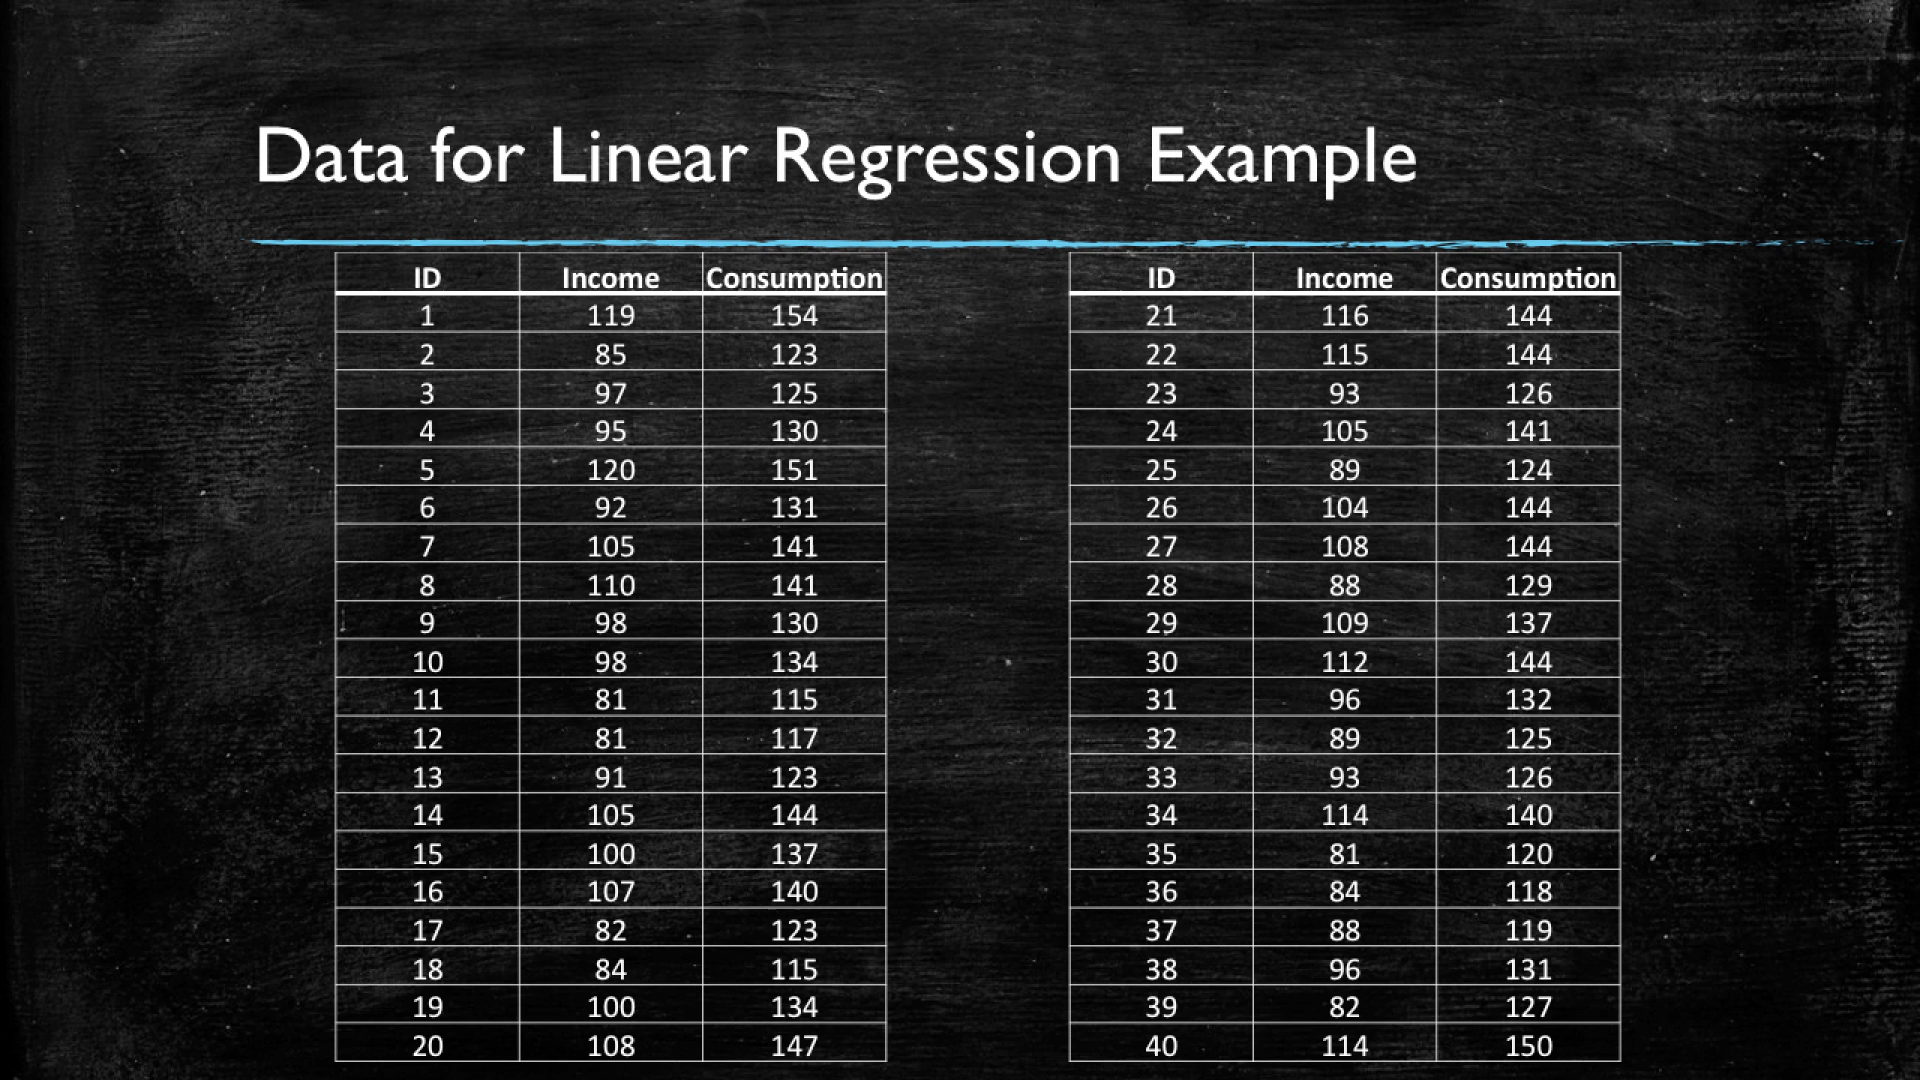 Data for Linear Regression Example
ID Income Consumption
1 119 154
2 85 123
3 97 125
4 95 130
5 120 151
6 92 131
7 105 141
8 110 141
9 98 130
10 98 134
11 81 115
12 81 117
13 91 123
14 105 144
15 100 137
16 107 140
17 82 123
18 84 115
19 100 134
20 108 147
ID Income Consumption
21 116 144
22 115 144
23 93 126
24 105 141
25 89 124
26 104 144
27 108 144
28 88 129
29 109 137
30 112 144
31 96 132
32 89 125
33 93 126
34 114 140
35 81 120
36 84 118
37 88 119
38 96 131
39 82 127
40 114 150